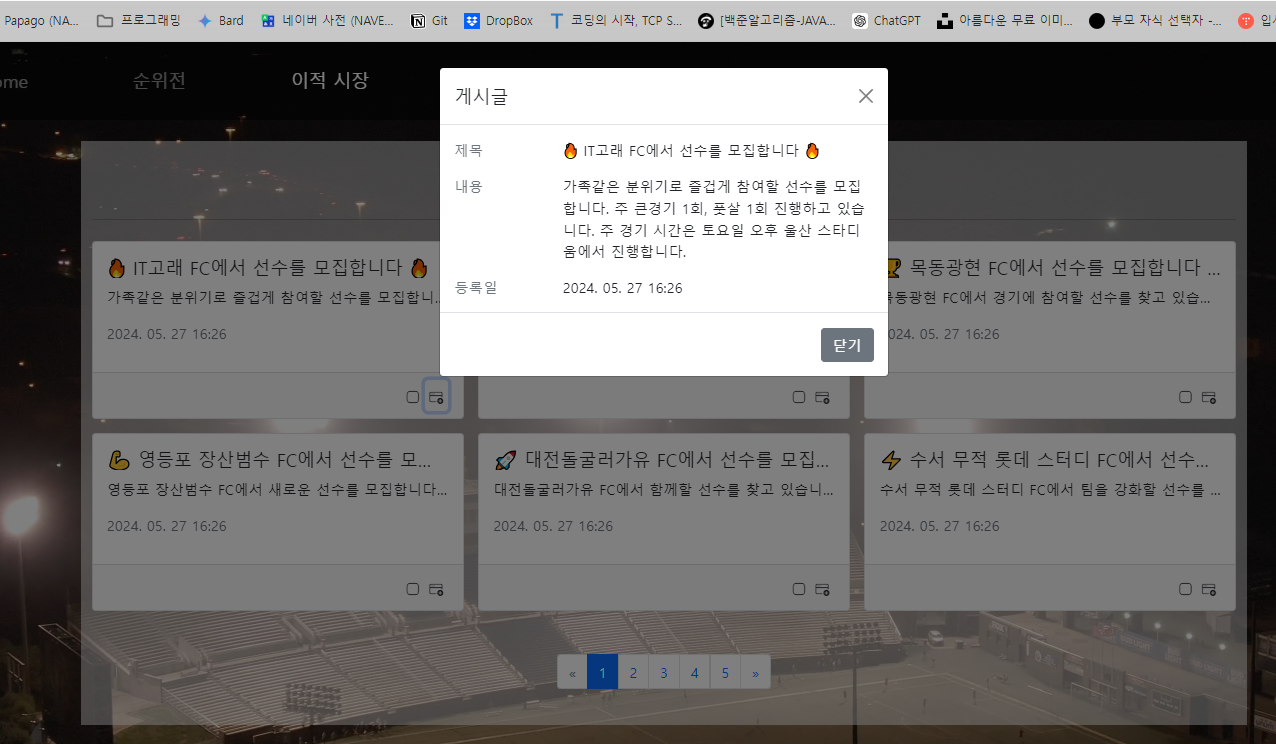 Papago (NA...
프로그래밍
Bard
네이버 사전 (NAVE...
Git
DropBox
코딩의 시작, TCP S...
[백준알고리즘-JAVA...
ChatGPT
아름다운 무료 이미...
부모 자식 선택자 -...
순위전
이적 시장
게시글
제목
🔥 IT고래 FC에서 선수를 모집합니다 🔥
내용
가족같은 분위기로 즐겁게 참여할 선수를 모집
합니다. 주 큰경기 1회, 풋살 1회 진행하고 있습
니다. 주 경기 시간은 토요일 오후 울산 스타디
움에서 진행합니다.
등록일
2024. 05. 27 16:26
닫기
🔥 IT고래 FC에서 선수를 모집합니다 🔥
가족같은 분위기로 즐겁게 참여할 선수를 모집합니...
2024. 05. 27 16:26
🏆 목동광현 FC에서 선수를 모집합니다 ...
목동광현 FC에서 경기에 참여할 선수를 찾고 있습...
2024. 05. 27 16:26
💪 영등포 장산범수 FC에서 선수를 모...
영등포 장산범수 FC에서 새로운 선수를 모집합니다...
2024. 05. 27 16:26
🚀 대전돌굴러가유 FC에서 선수를 모집...
대전돌굴러가유 FC에서 함께할 선수를 찾고 있습니...
2024. 05. 27 16:26
⚡ 수서 무적 롯데 스터디 FC에서 선수...
수서 무적 롯데 스터디 FC에서 팀을 강화할 선수를 ...
2024. 05. 27 16:26
« 1 2 3 4 5 »